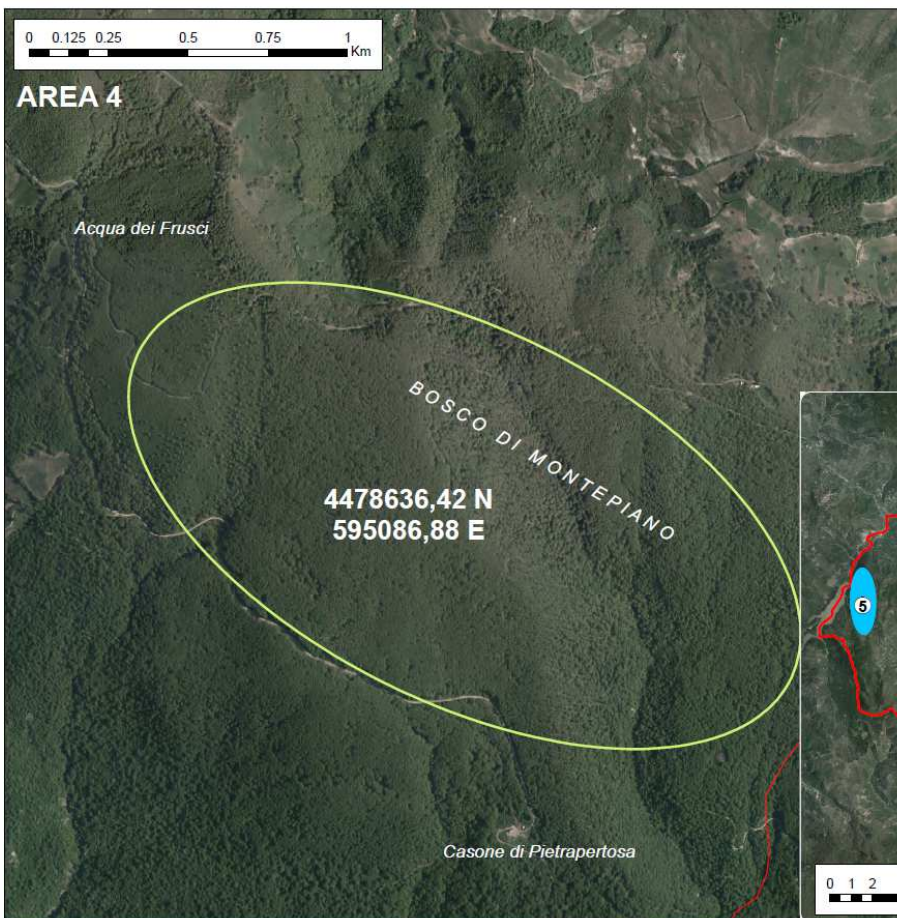 0 0.125 0.25 0.5 0.75 1
Km
AREA 4
Acqua dei Frusci
BOSCO DI MONTEPIANO
4478636,42 N
595086,88 E
5
Casone di Pietrapertosa
0 1 2